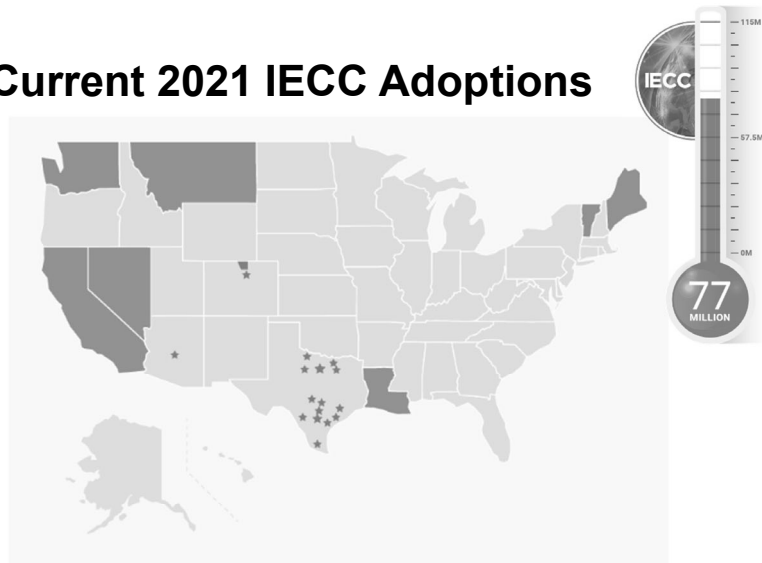 Current 2021 IECC Adoptions
IECC
115M
57.5M
0M
77
MILLION